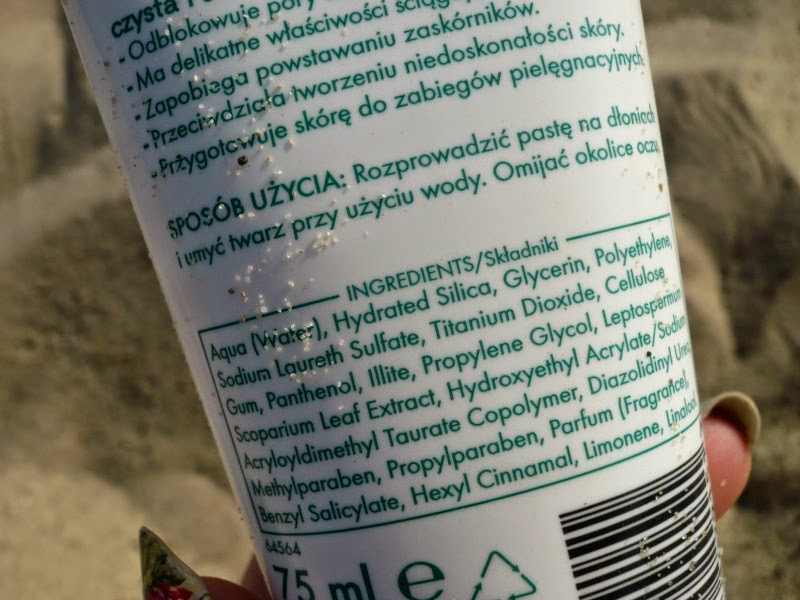 czysta i
- Odblokowuje pory
- Ma delikatne właściwości
- Zapobiega powstawaniu zaskórników.
- Przeciwdziała tworzeniu niedoskonałości skóry.
- Przygotowuje skórę do zabiegów pielęgnacyjnych.
SPOSÓB UŻYCIA: Rozprowadzić pastę na dłoniach
i umyć twarz przy użyciu wody. Omijać okolice oczu.
INGREDIENTS/Składniki
Aqua (Water), Hydrated Silica, Glycerin, Polyethylene,
Sodium Laureth Sulfate, Titanium Dioxide, Cellulose
Gum, Panthenol, Illite, Propylene Glycol, Leptospermum
Scoparium Leaf Extract, Hydroxyethyl Acrylate/Sodium
Acryloyldimethyl Taurate Copolymer, Diazolidinyl Urea,
Methylparaben, Propylparaben, Parfum (Fragrance),
Benzyl Salicylate, Hexyl Cinnamal, Limonene, Linalool
64564
75 ml e